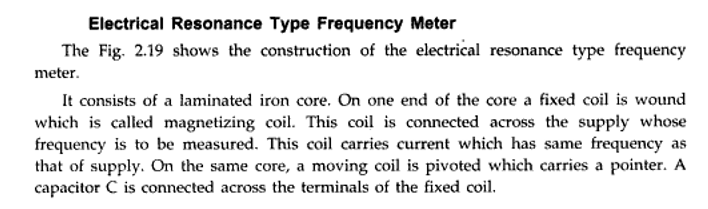 Electrical Resonance Type Frequency Meter
The Fig. 2.19 shows the construction of the electrical resonance type frequency
meter.
It consists of a laminated iron core. On one end of the core a fixed coil is wound
which is called magnetizing coil. This coil is connected across the supply whose
frequency is to be measured. This coil carries current which has same frequency as
that of supply. On the same core, a moving coil is pivoted which carries a pointer. A
capacitor C is connected across the terminals of the fixed coil.